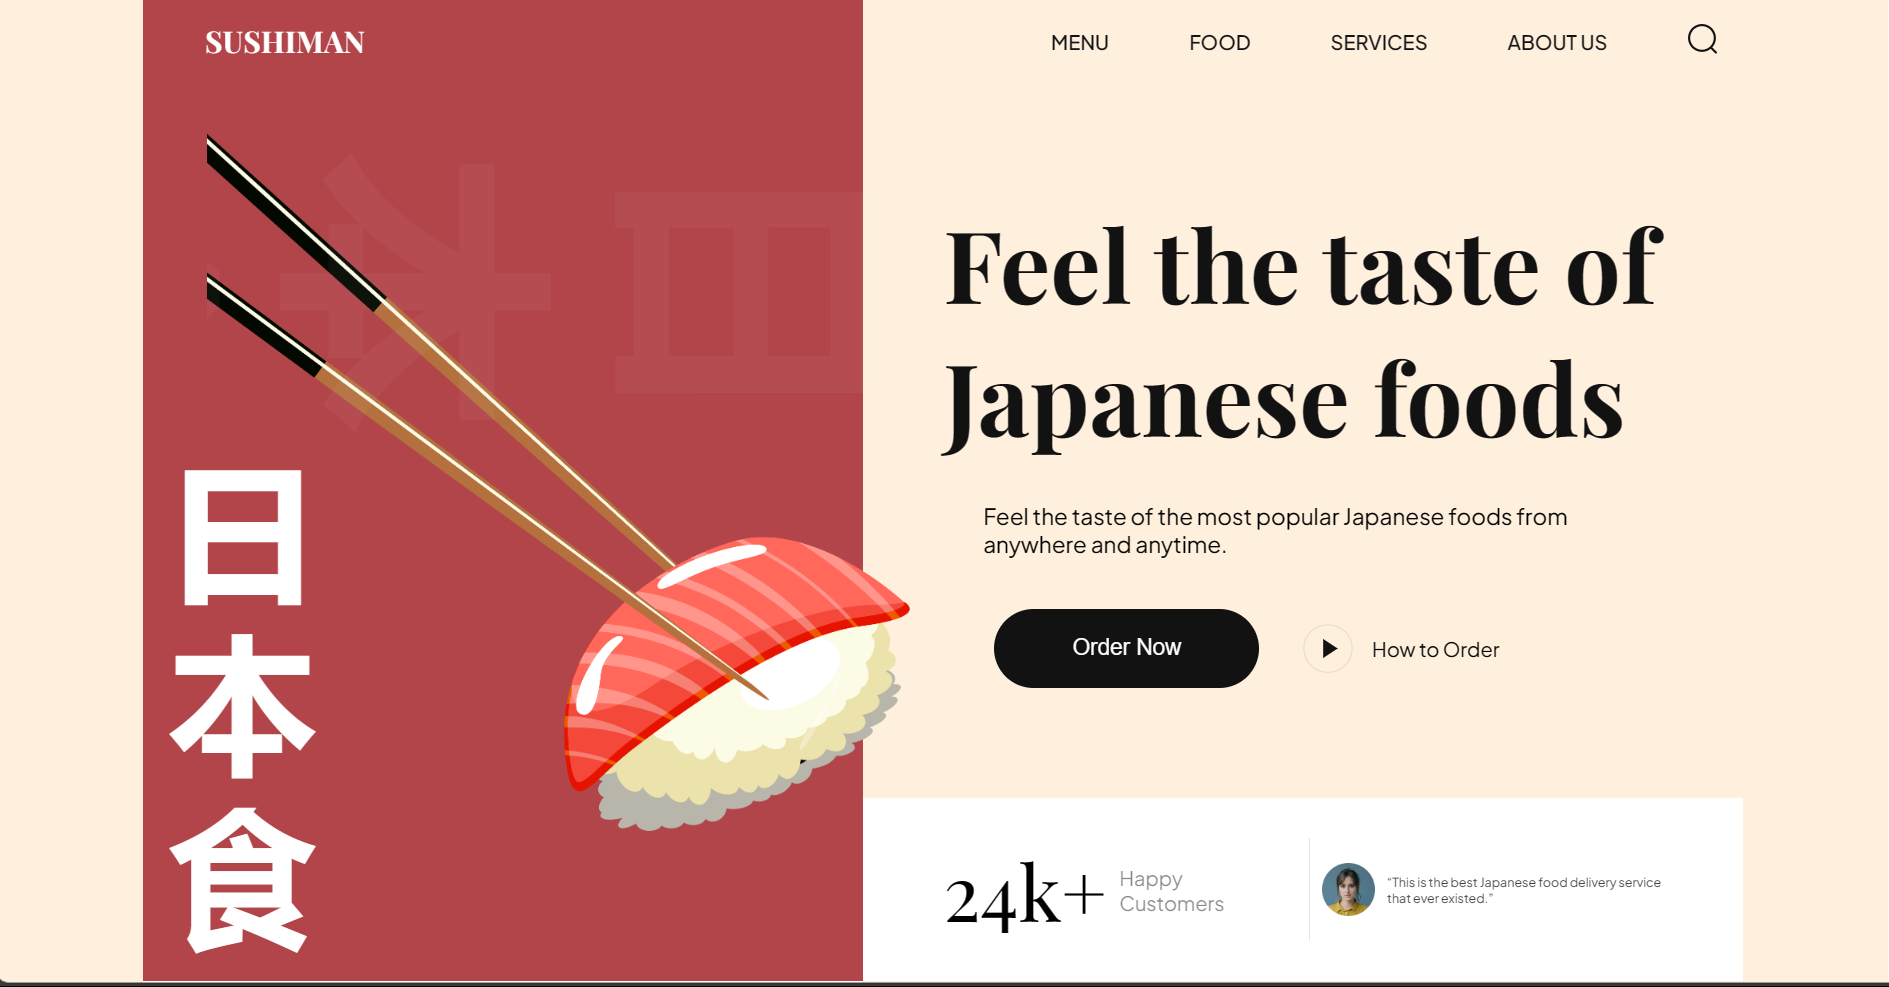 SUSHIMAN
MENU
FOOD
SERVICES
ABOUT US
日本食
Feel the taste of
Japanese foods
Feel the taste of the most popular Japanese foods from
anywhere and anytime.
Order Now
How to Order
24k+
Happy
Customers
“This is the best Japanese food delivery service
that ever existed.”